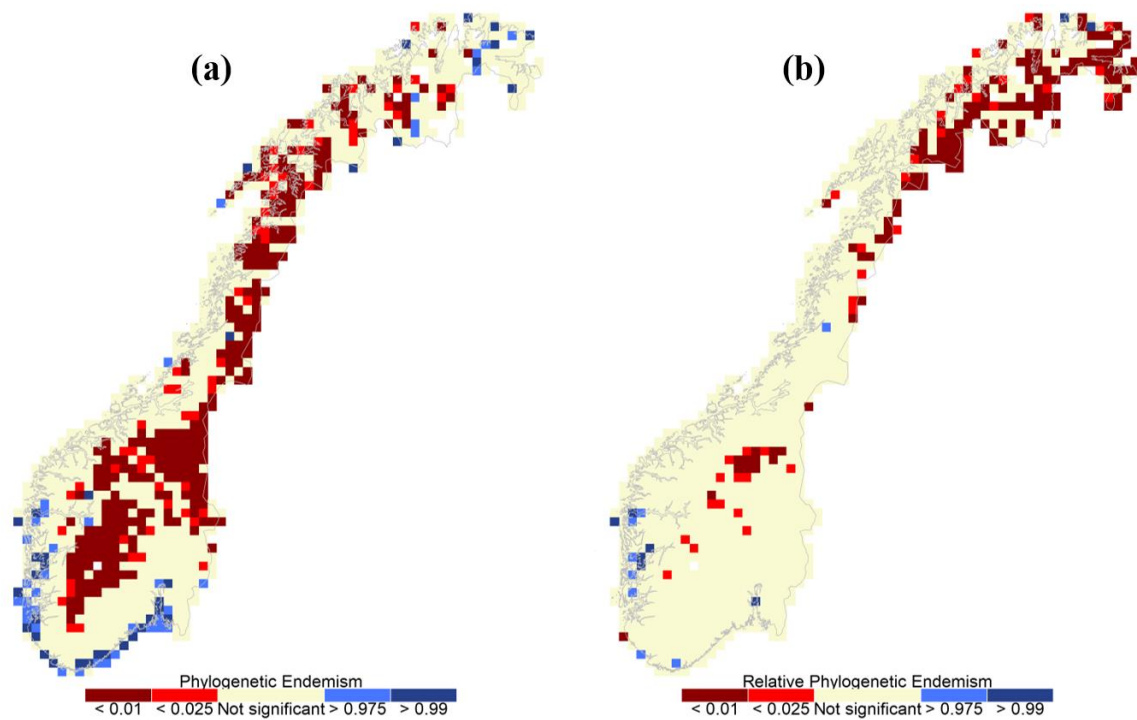 (a)
(b)
Phylogenetic Endemism
< 0.01 < 0.025 Not significant > 0.975 > 0.99
Relative Phylogenetic Endemism
< 0.01 < 0.025 Not significant > 0.975 > 0.99